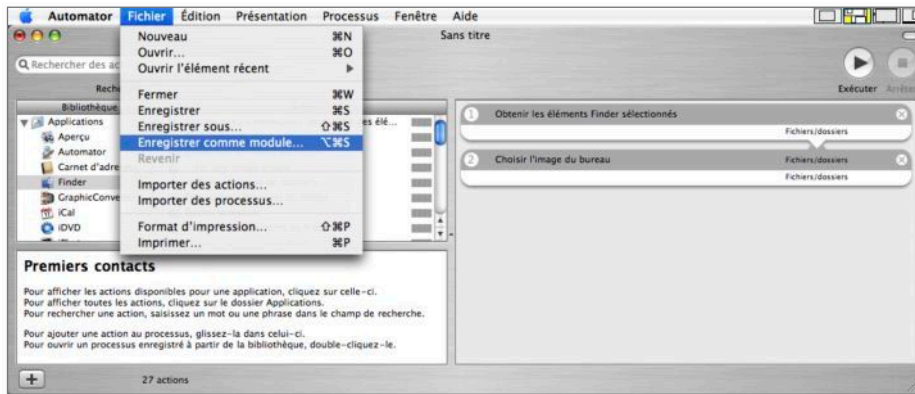 Automator Fichier Édition Présentation Processus Fenêtre Aide
Sans titre
Nouveau ⌘N
Ouvrir... ⌘O
Ouvrir l'élément récent
Fermer ⌘W
Enregistrer ⌘S
Enregistrer sous... ⇧⌘S
Enregistrer comme module... ⌥⌘S
Revenir
Importer des actions...
Importer des processus...
Format d'impression... ⇧⌘P
Imprimer... ⌘P
Rechercher des ac
Reche
Exécuter Arrêter
Bibliothèque
es élé...
Applications
Aperçu
Automator
Carnet d'adre
Finder
GraphicConve
iCal
iDVD
1 Obtenir les éléments Finder sélectionnés
Fichiers/dossiers
2 Choisir l'image du bureau Fichiers/dossiers
Fichiers/dossiers
Premiers contacts
Pour afficher les actions disponibles pour une application, cliquez sur celle-ci.
Pour afficher toutes les actions, cliquez sur le dossier Applications.
Pour rechercher une action, saisissez un mot ou une phrase dans le champ de recherche.
Pour ajouter une action au processus, glissez-la dans celui-ci.
Pour ouvrir un processus enregistré à partir de la bibliothèque, double-cliquez-le.
27 actions